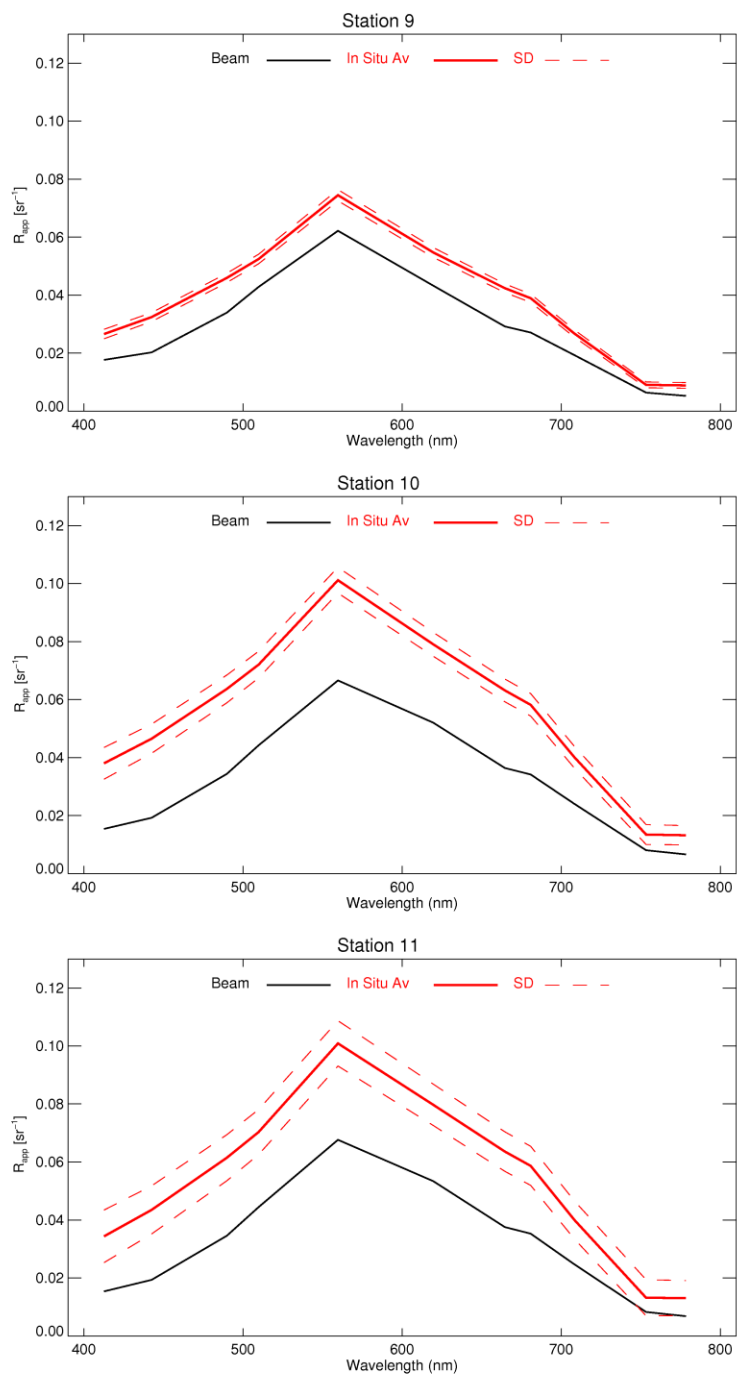 Station 9
Beam In Situ Av SD
0.12
0.10
0.08
0.06
0.04
0.02
0.00
R_app [sr⁻¹]
400 500 600 700 800
Wavelength (nm)
Station 10
Beam In Situ Av SD
0.12
0.10
0.08
0.06
0.04
0.02
0.00
R_app [sr⁻¹]
400 500 600 700 800
Wavelength (nm)
Station 11
Beam In Situ Av SD
0.12
0.10
0.08
0.06
0.04
0.02
0.00
R_app [sr⁻¹]
400 500 600 700 800
Wavelength (nm)